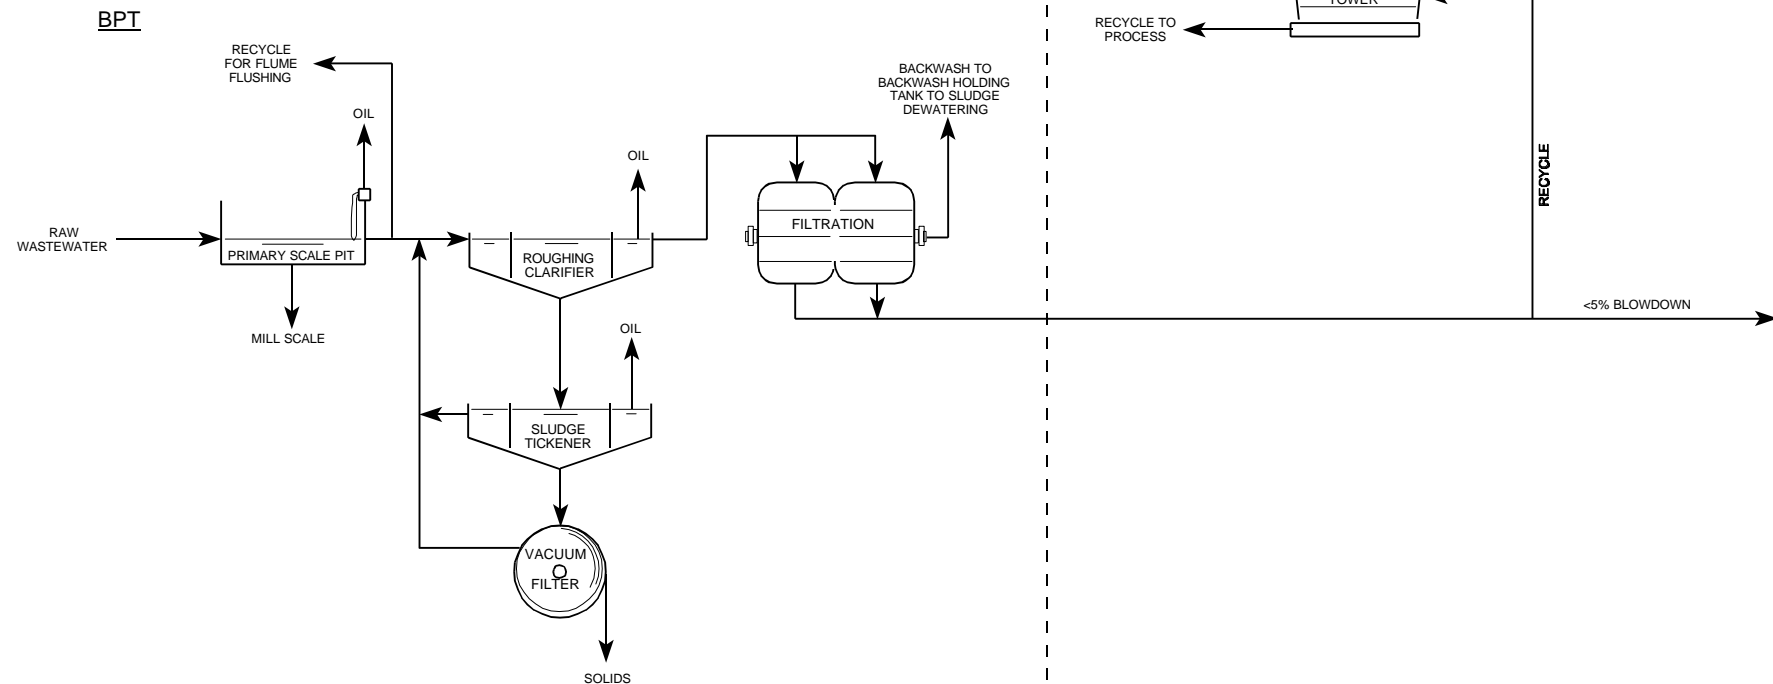 BPT
TOWER
RECYCLE TO
PROCESS
RECYCLE
FOR FLUME
FLUSHING
BACKWASH TO
BACKWASH HOLDING
TANK TO SLUDGE
DEWATERING
OIL
OIL
RECYCLE
RAW
WASTEWATER
PRIMARY SCALE PIT
ROUGHING
CLARIFIER
FILTRATION
<5% BLOWDOWN
MILL SCALE
OIL
SLUDGE
TICKENER
VACUUM
FILTER
SOLIDS